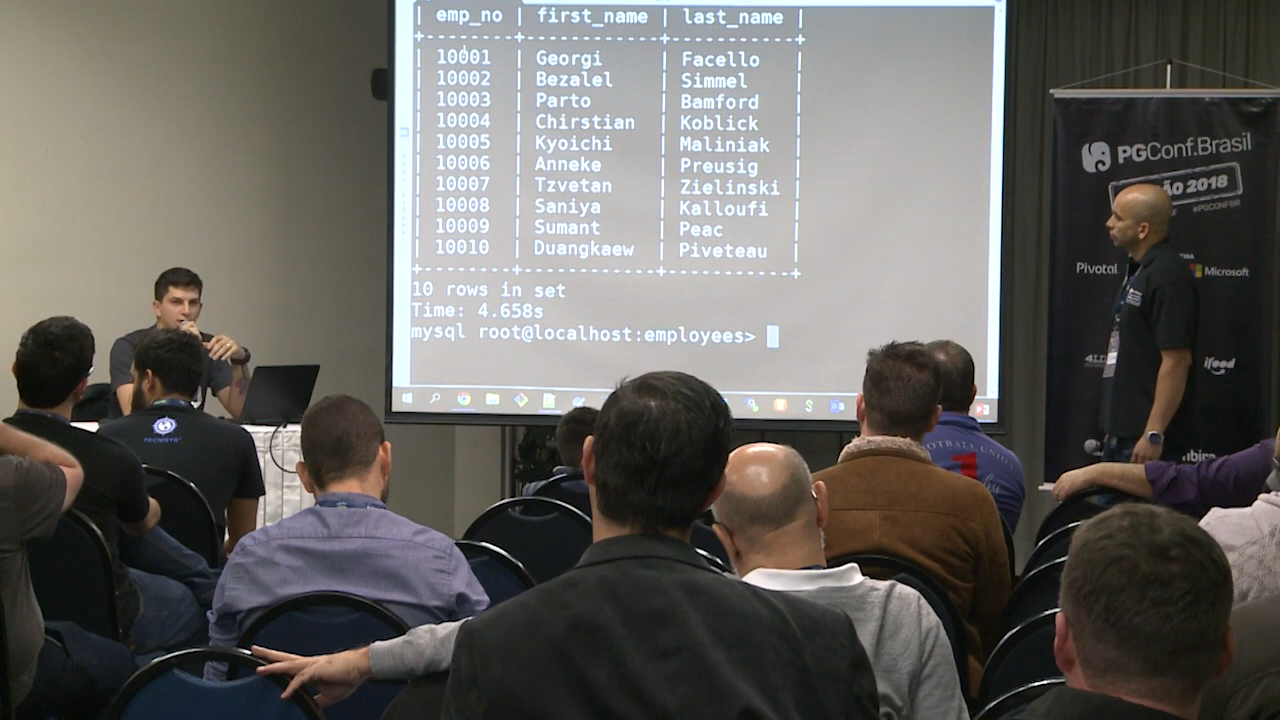 | emp_no | first_name | last_name |
| 10001 | Georgi | Facello |
| 10002 | Bezalel | Simmel |
| 10003 | Parto | Bamford |
| 10004 | Chirstian | Koblick |
| 10005 | Kyoichi | Maliniak |
| 10006 | Anneke | Preusig |
| 10007 | Tzvetan | Zielinski |
| 10008 | Saniya | Kalloufi |
| 10009 | Sumant | Peac |
| 10010 | Duangkaew | Piveteau |
10 rows in set
Time: 4.658s
mysql root@localhost:employees>
PGConf.Brasil
2018
#PGCONFBR
Pivotal
Microsoft
ifood
TECNISYS
1